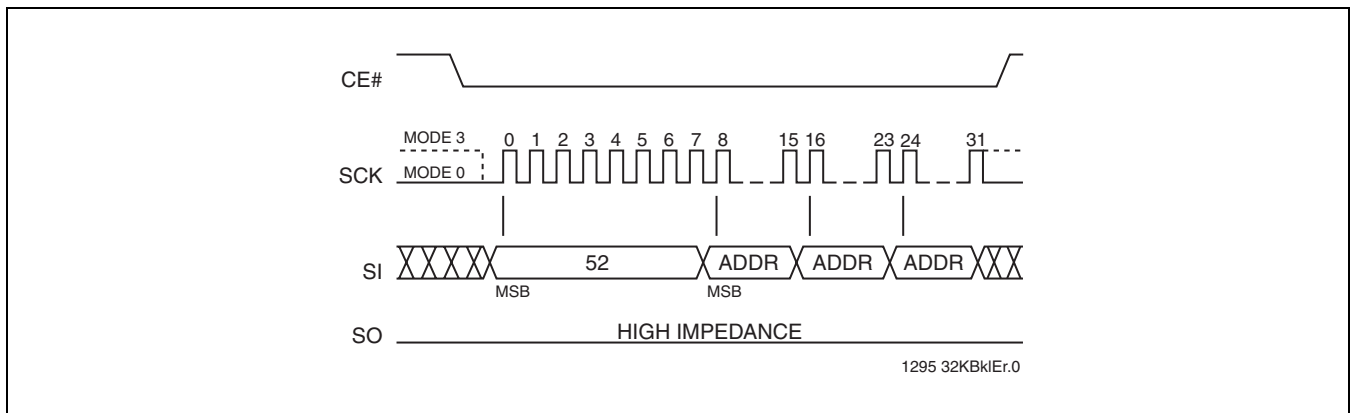 CE#
MODE 3
0 1 2 3 4 5 6 7 8 15 16 23 24 31
SCK
MODE 0
SI
52 ADDR ADDR ADDR
MSB MSB
SO
HIGH IMPEDANCE
1295 32KBklEr.0